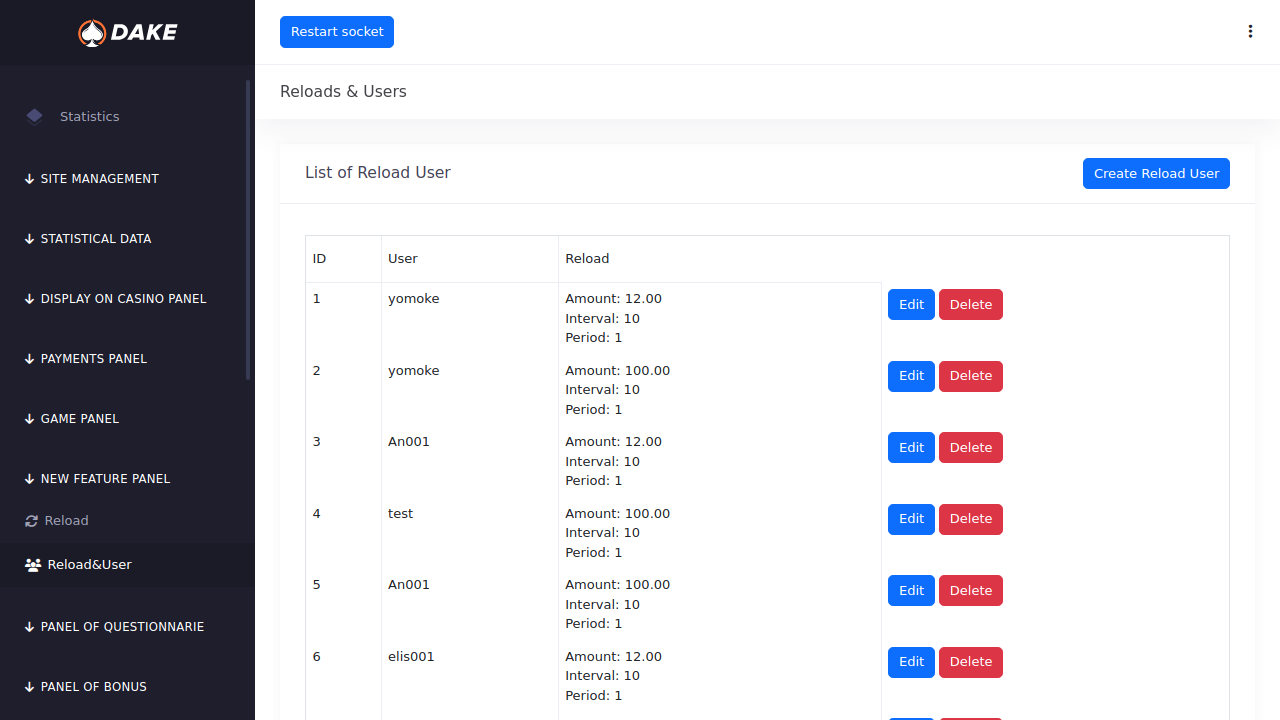 DAKE
Restart socket
Reloads & Users
Statistics
SITE MANAGEMENT
STATISTICAL DATA
DISPLAY ON CASINO PANEL
PAYMENTS PANEL
GAME PANEL
NEW FEATURE PANEL
Reload
Reload&User
PANEL OF QUESTIONNARIE
PANEL OF BONUS
List of Reload User
Create Reload User
ID User Reload
1 yomoke Amount: 12.00 Edit Delete
Interval: 10
Period: 1
2 yomoke Amount: 100.00 Edit Delete
Interval: 10
Period: 1
3 An001 Amount: 12.00 Edit Delete
Interval: 10
Period: 1
4 test Amount: 100.00 Edit Delete
Interval: 10
Period: 1
5 An001 Amount: 100.00 Edit Delete
Interval: 10
Period: 1
6 elis001 Amount: 12.00 Edit Delete
Interval: 10
Period: 1